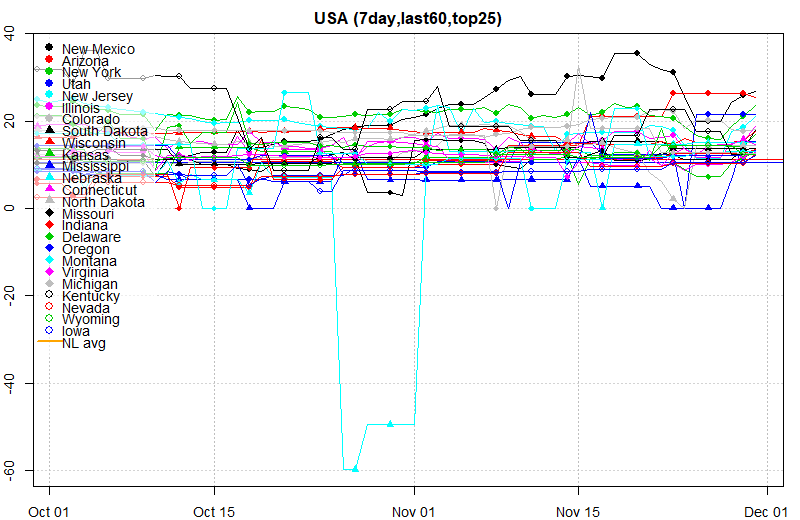 USA (7day,last60,top25)
40
20
0
-20
-40
-60
New Mexico
Arizona
New York
Utah
New Jersey
Illinois
Colorado
South Dakota
Wisconsin
Kansas
Mississippi
Nebraska
Connecticut
North Dakota
Missouri
Indiana
Delaware
Oregon
Montana
Virginia
Michigan
Kentucky
Nevada
Wyoming
Iowa
NL avg
Oct 01
Oct 15
Nov 01
Nov 15
Dec 01